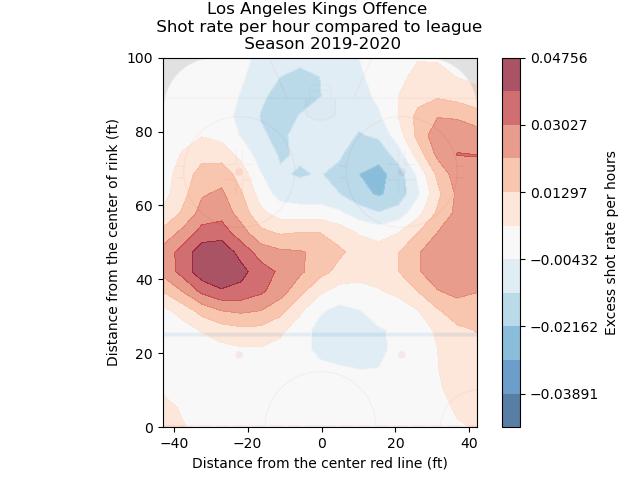 Los Angeles Kings Offence
Shot rate per hour compared to league
Season 2019-2020
100
80
60
40
20
0
−40
−20
0
20
40
Distance from the center of rink (ft)
Distance from the center red line (ft)
0.04756
0.03027
0.01297
−0.00432
−0.02162
−0.03891
Excess shot rate per hours